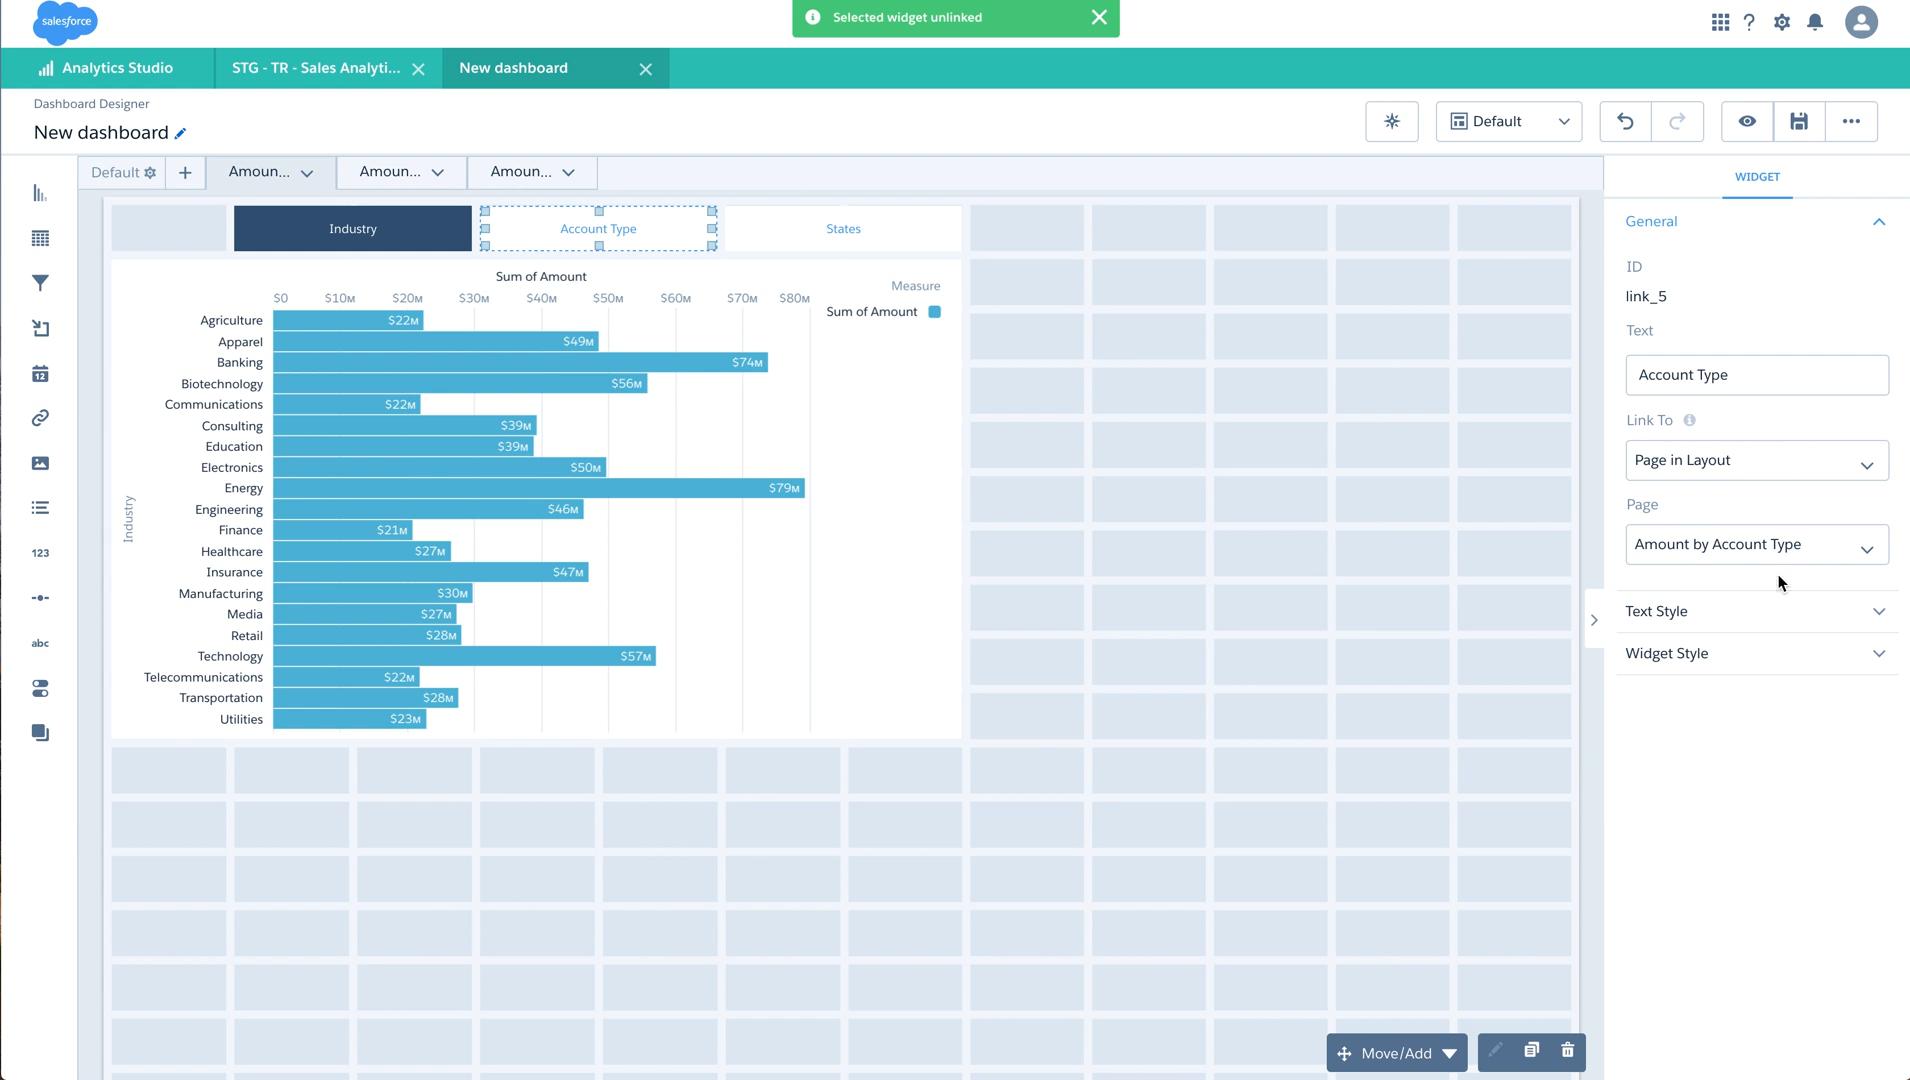 salesforce
Selected widget unlinked
Analytics Studio
STG - TR - Sales Analyti...
New dashboard
Dashboard Designer
New dashboard
Default
Default
Amoun...
Amoun...
Amoun...
WIDGET
Industry
Account Type
States
General
Sum of Amount
Measure
Sum of Amount
$0
$10M
$20M
$30M
$40M
$50M
$60M
$70M
$80M
Industry
Agriculture $22M
Apparel $49M
Banking $74M
Biotechnology $56M
Communications $22M
Consulting $39M
Education $39M
Electronics $50M
Energy $79M
Engineering $46M
Finance $21M
Healthcare $27M
Insurance $47M
Manufacturing $30M
Media $27M
Retail $28M
Technology $57M
Telecommunications $22M
Transportation $28M
Utilities $23M
ID
link_5
Text
Account Type
Link To
Page in Layout
Page
Amount by Account Type
Text Style
Widget Style
12
123
abc
Move/Add